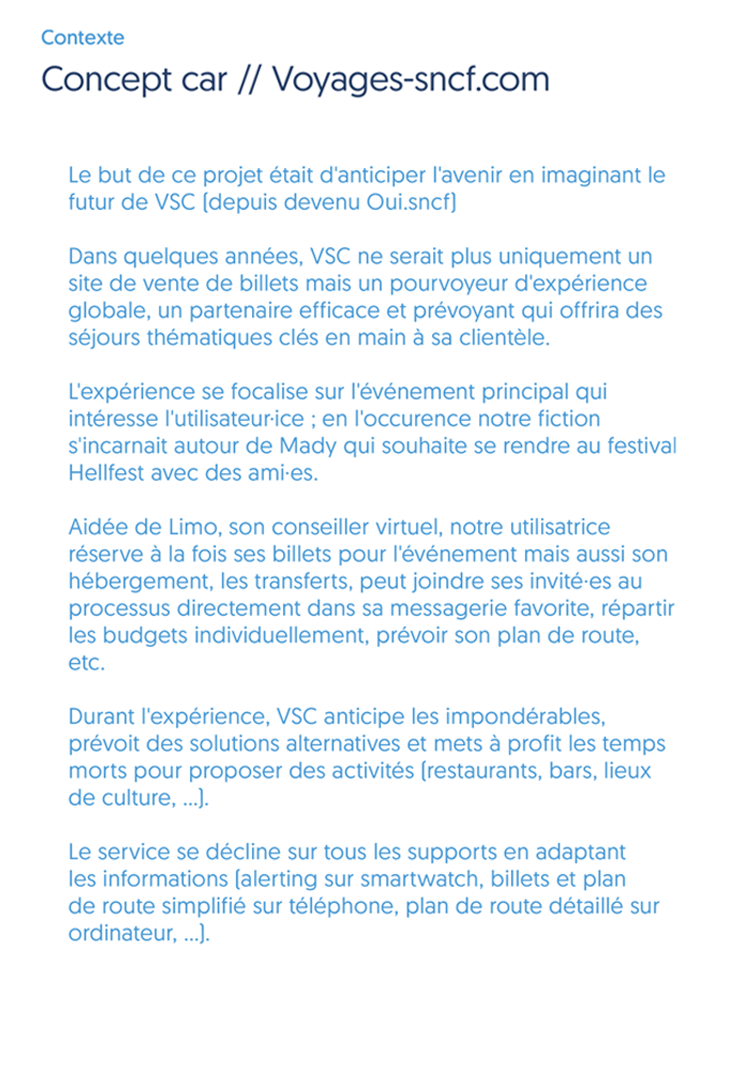 Contexte
Concept car // Voyages-sncf.com
Le but de ce projet était d'anticiper l'avenir en imaginant le
futur de VSC (depuis devenu Oui.sncf)
Dans quelques années, VSC ne serait plus uniquement un
site de vente de billets mais un pourvoyeur d'expérience
globale, un partenaire efficace et prévoyant qui offrira des
séjours thématiques clés en main à sa clientèle.
L'expérience se focalise sur l'événement principal qui
intéresse l'utilisateur·ice ; en l'occurence notre fiction
s'incarnait autour de Mady qui souhaite se rendre au festival
Hellfest avec des ami·es.
Aidée de Limo, son conseiller virtuel, notre utilisatrice
réserve à la fois ses billets pour l'événement mais aussi son
hébergement, les transferts, peut joindre ses invité·es au
processus directement dans sa messagerie favorite, répartir
les budgets individuellement, prévoir son plan de route,
etc.
Durant l'expérience, VSC anticipe les impondérables,
prévoit des solutions alternatives et mets à profit les temps
morts pour proposer des activités (restaurants, bars, lieux
de culture, ...).
Le service se décline sur tous les supports en adaptant
les informations (alerting sur smartwatch, billets et plan
de route simplifié sur téléphone, plan de route détaillé sur
ordinateur, ...).